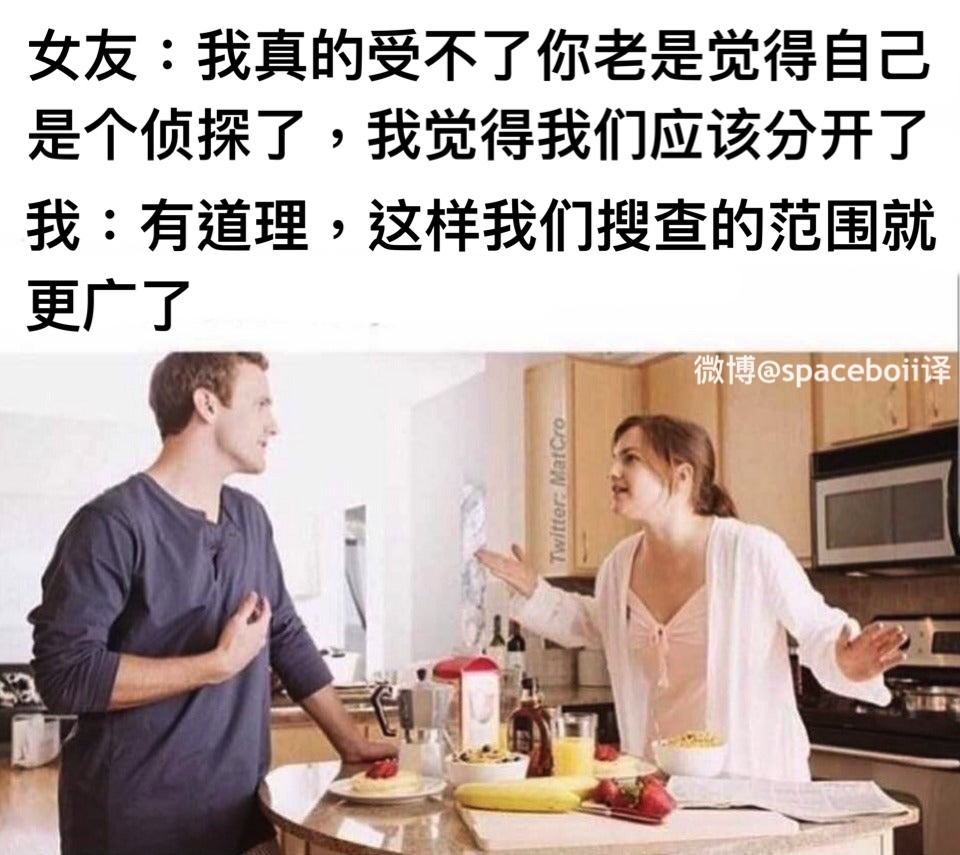 女友：我真的受不了你老是觉得自己
是个侦探了，我觉得我们应该分开了
我：有道理，这样我们搜查的范围就
更广了
微博@spaceboii译
Twitter: MatCro